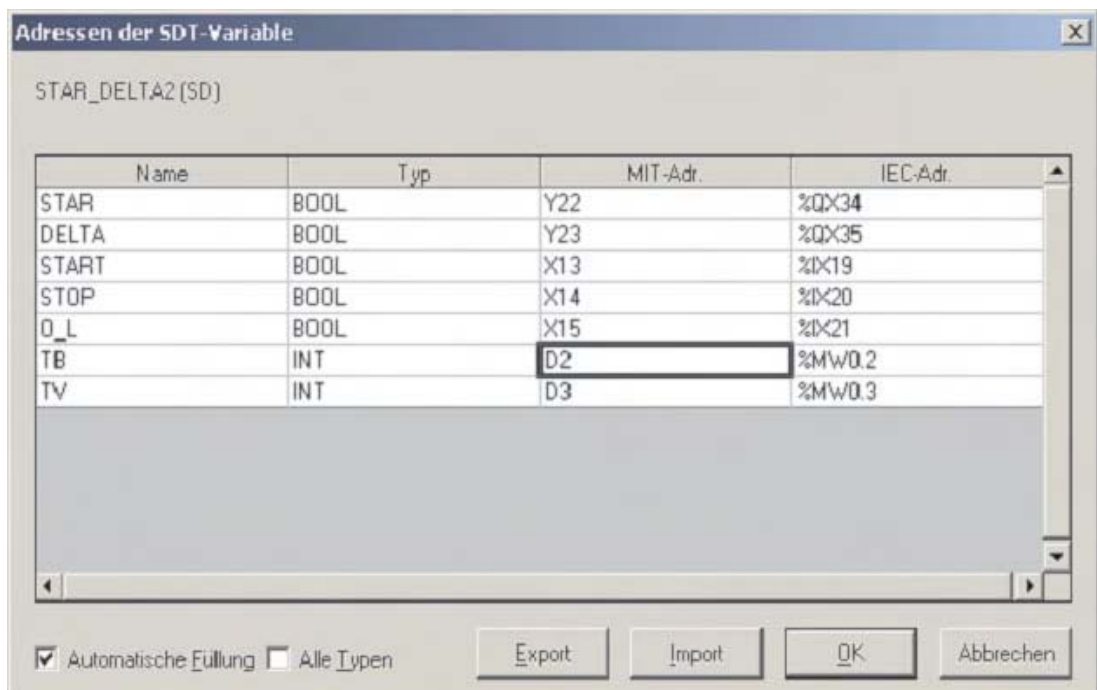 Adressen der SDT-Variable
STAR_DELTA2 (SD)
Name Typ MIT-Adr. IEC-Adr.
STAR BOOL Y22 %QX34
DELTA BOOL Y23 %QX35
START BOOL X13 %IX19
STOP BOOL X14 %IX20
O_L BOOL X15 %IX21
TB INT D2 %MW0.2
TV INT D3 %MW0.3
Automatische Füllung Alle Typen Export Import OK Abbrechen